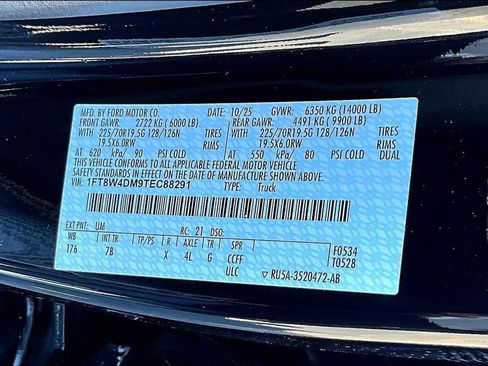 MFD. BY FORD MOTOR CO. DATE: 10/25 GVWR: 6350 KG (14000 LB)
FRONT GAWR: 2722 KG (6000 LB) REAR GAWR: 4491 KG (9900 LB)
WITH 225/70R19.5G 128/126N TIRES WITH 225/70R19.5G 128/126N TIRES
19.5X6.0RW RIMS 19.5X6.0RW RIMS
AT 620 kPa/ 90 PSI COLD AT 550 kPa/ 80 PSI COLD DUAL
THIS VEHICLE CONFORMS TO ALL APPLICABLE FEDERAL MOTOR VEHICLE
SAFETY STANDARDS IN EFFECT ON THE DATE OF MANUFACTURE SHOWN ABOVE.
VIN: 1FT8W4DM9TEC88291 TYPE: Truck
EXT PNT: UM RC: 21 DSO: F0534
WB INT TR TP/PS R AXLE TR SPR T0528
176 7B X 4L G CCFF
ULC RU5A-3520472-AB